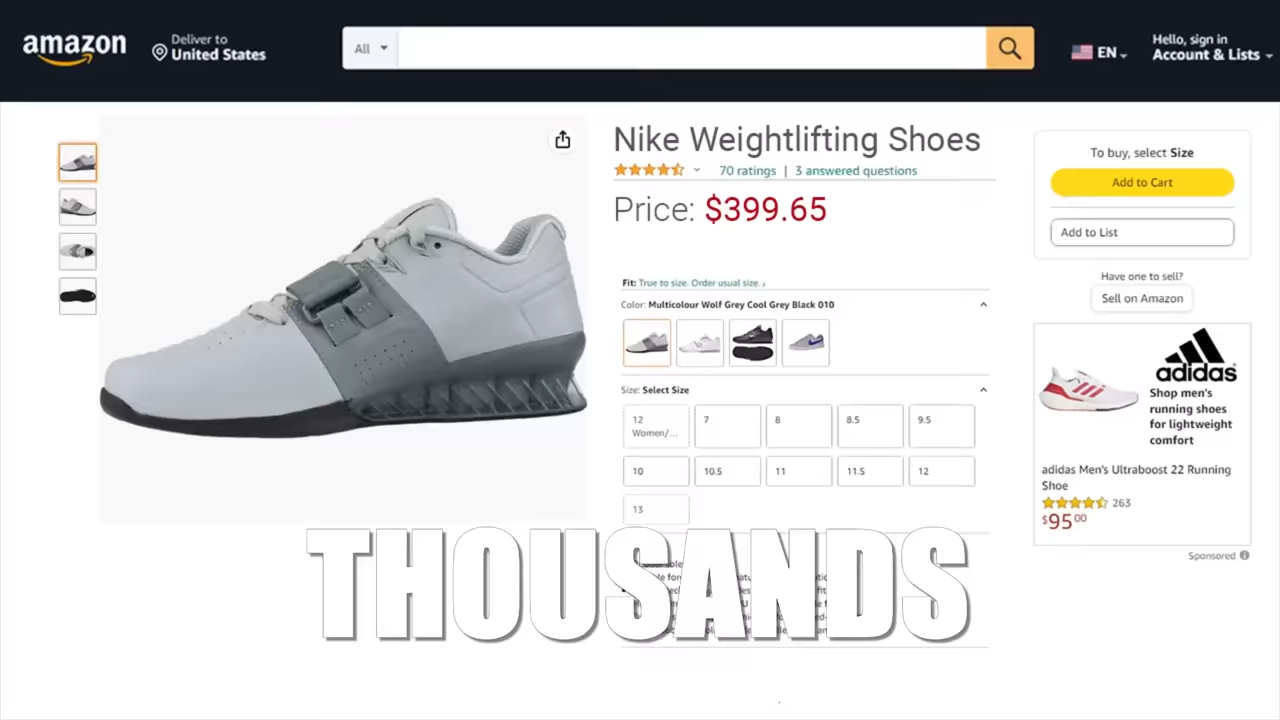 amazon
Deliver to
United States
All
EN
Hello, sign in
Account & Lists
Nike Weightlifting Shoes
70 ratings | 3 answered questions
Price: $399.65
Fit: True to size. Order usual size.
Color: Multicolour Wolf Grey Cool Grey Black 010
Size: Select Size
12 Women/...
7
8
8.5
9.5
10
10.5
11
11.5
12
13
To buy, select Size
Add to Cart
Add to List
Have one to sell?
Sell on Amazon
adidas
Shop men's
running shoes
for lightweight
comfort
adidas Men's Ultraboost 22 Running
Shoe
263
$95 00
Sponsored
THOUSANDS